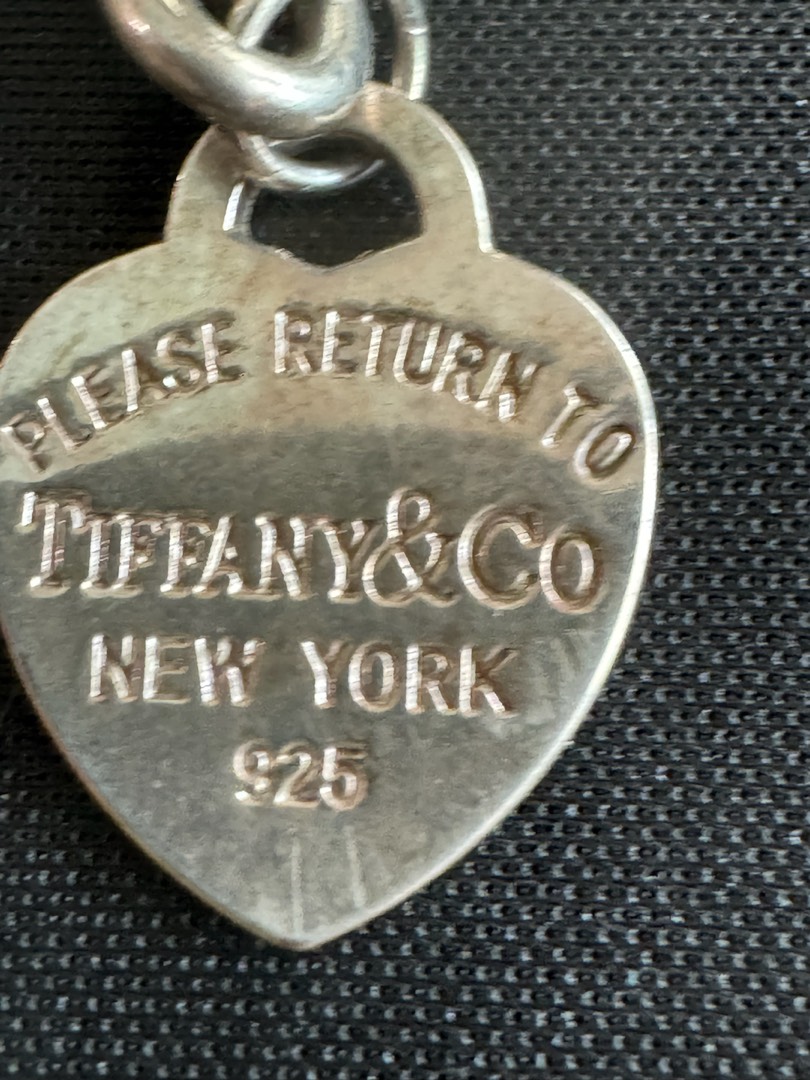 PLEASE RETURN TO
TIFFANY&CO
NEW YORK
925